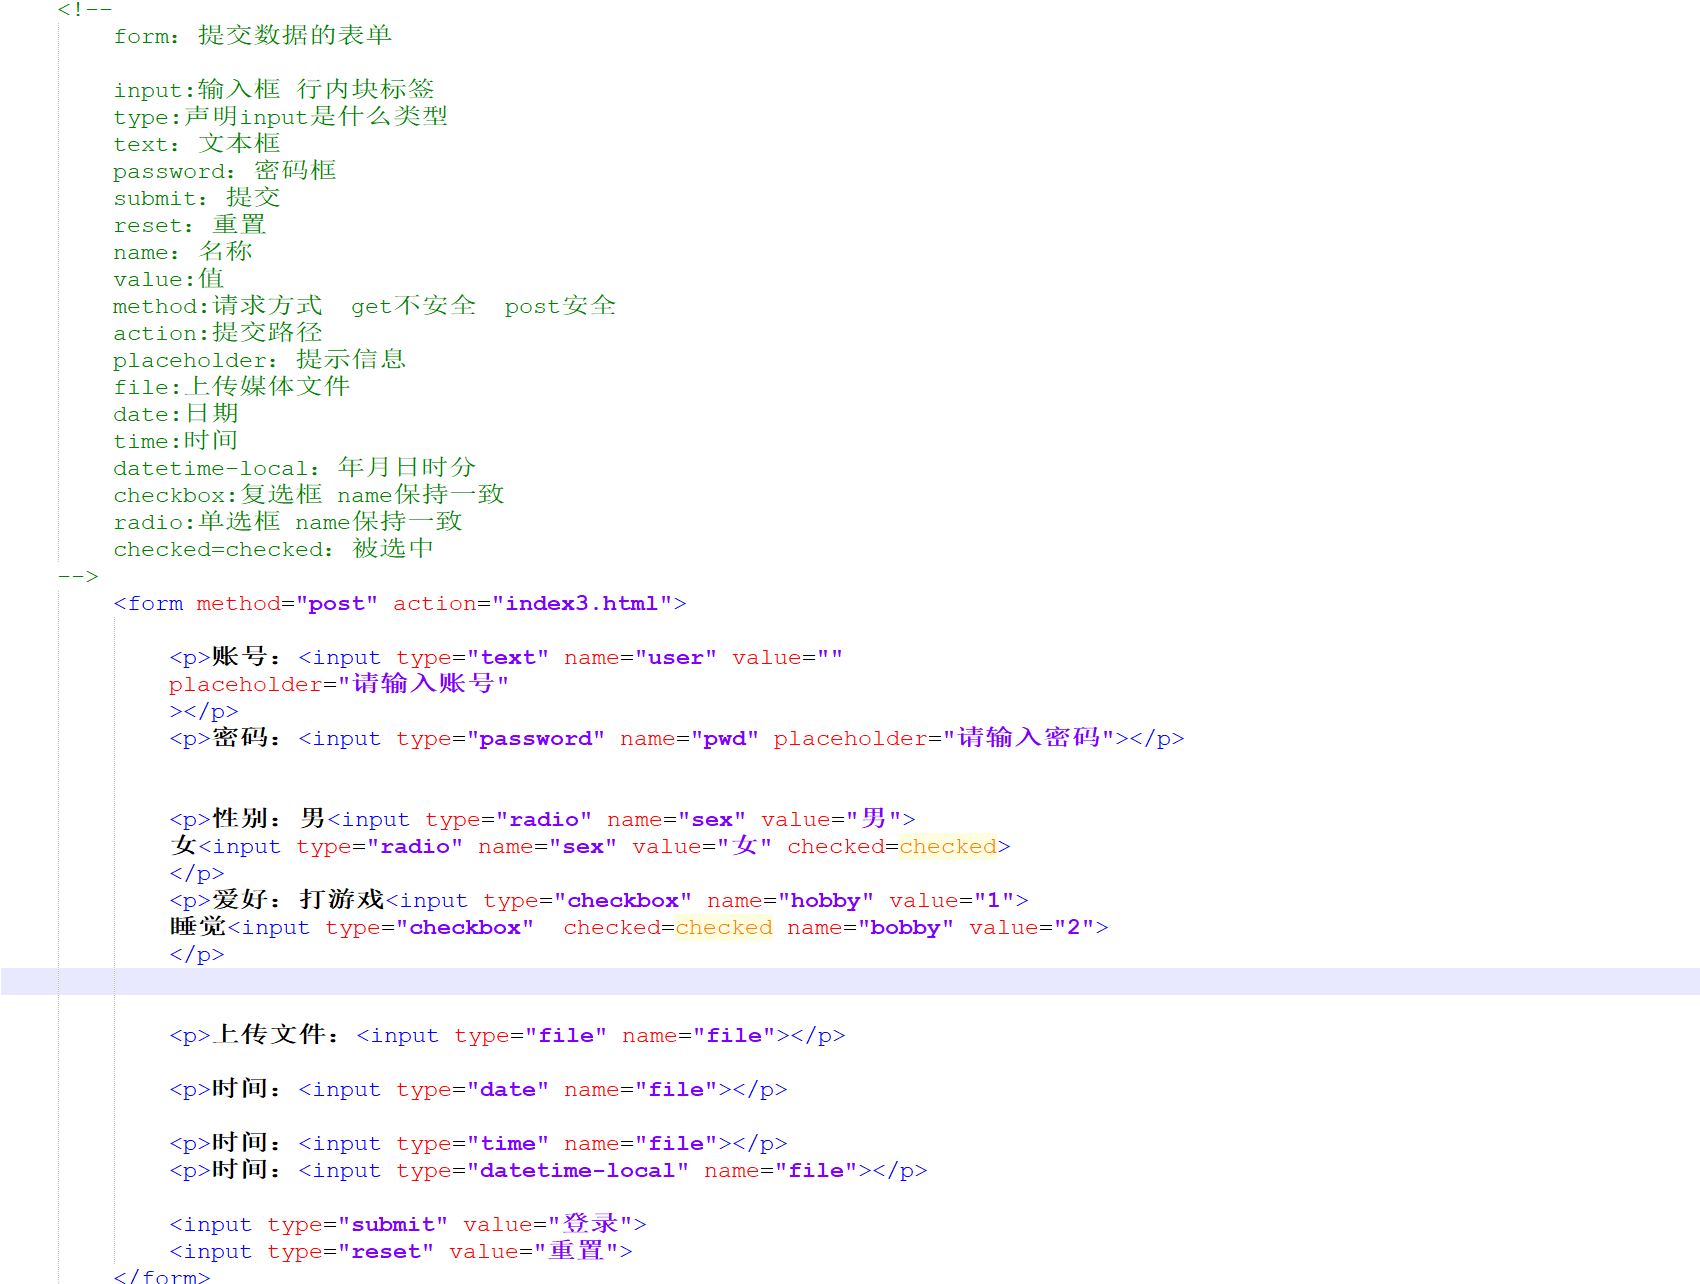 <!--
form：提交数据的表单
input:输入框 行内块标签
type:声明input是什么类型
text：文本框
password：密码框
submit：提交
reset：重置
name：名称
value:值
method:请求方式  get不安全  post安全
action:提交路径
placeholder：提示信息
file:上传媒体文件
date:日期
time:时间
datetime-local：年月日时分
checkbox:复选框 name保持一致
radio:单选框 name保持一致
checked=checked：被选中
-->
<form method="post" action="index3.html">
<p>账号：<input type="text" name="user" value=""
placeholder="请输入账号"
></p>
<p>密码：<input type="password" name="pwd" placeholder="请输入密码"></p>
<p>性别：男<input type="radio" name="sex" value="男">
女<input type="radio" name="sex" value="女" checked=checked>
</p>
<p>爱好：打游戏<input type="checkbox" name="hobby" value="1">
睡觉<input type="checkbox"  checked=checked name="bobby" value="2">
</p>
<p>上传文件：<input type="file" name="file"></p>
<p>时间：<input type="date" name="file"></p>
<p>时间：<input type="time" name="file"></p>
<p>时间：<input type="datetime-local" name="file"></p>
<input type="submit" value="登录">
<input type="reset" value="重置">
</form>